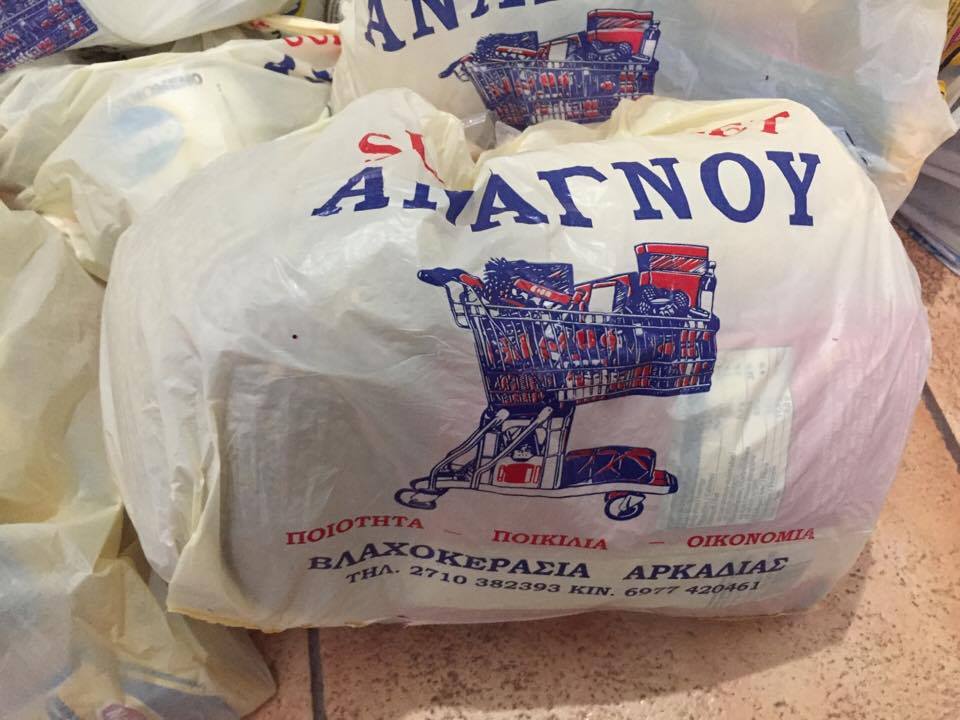 ΑΝΑΓΝΟΥ
ΠΟΙΟΤΗΤΑ – ΠΟΙΚΙΛΙΑ – ΟΙΚΟΝΟΜΙΑ
ΒΛΑΧΟΚΕΡΑΣΙΑ ΑΡΚΑΔΙΑΣ
ΤΗΛ. 2710 382393 ΚΙΝ. 6977 420461